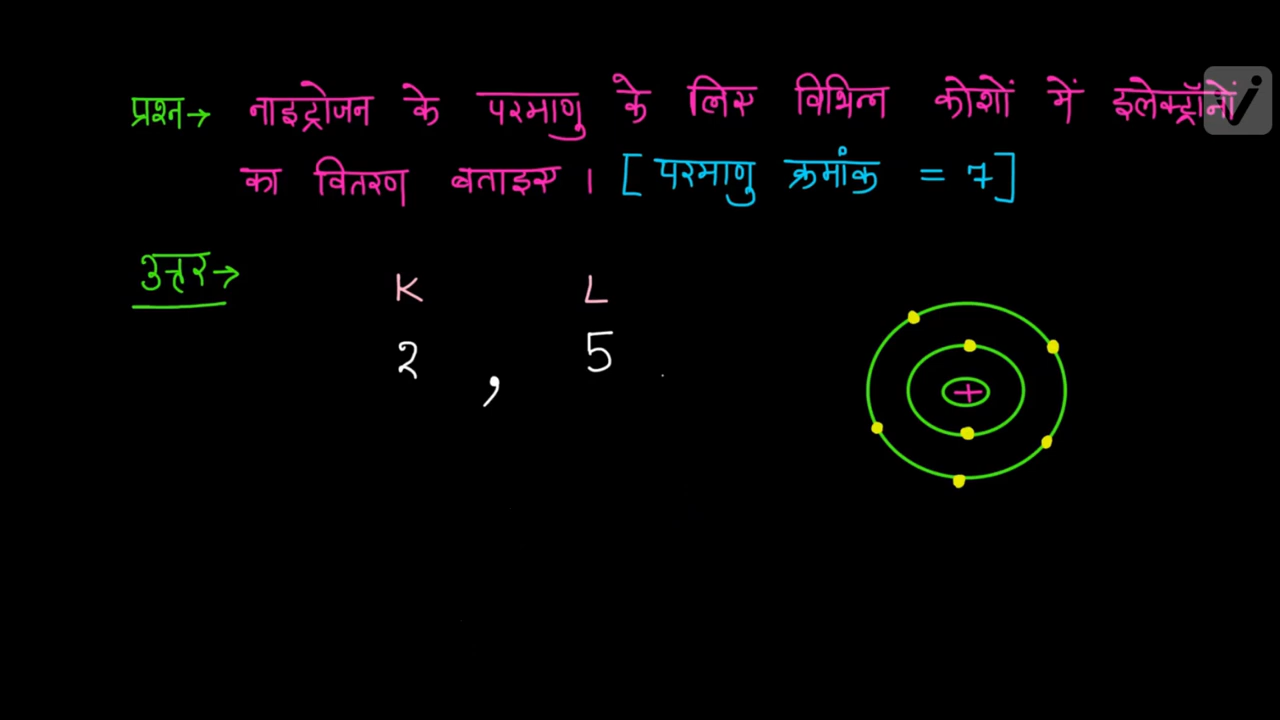 प्रश्न→ नाइट्रोजन के परमाणु के लिए विभिन्न कोशों में इलेक्ट्रॉनों
का वितरण बताइए । [परमाणु क्रमांक = 7]
उत्तर→
K L
2 , 5
+